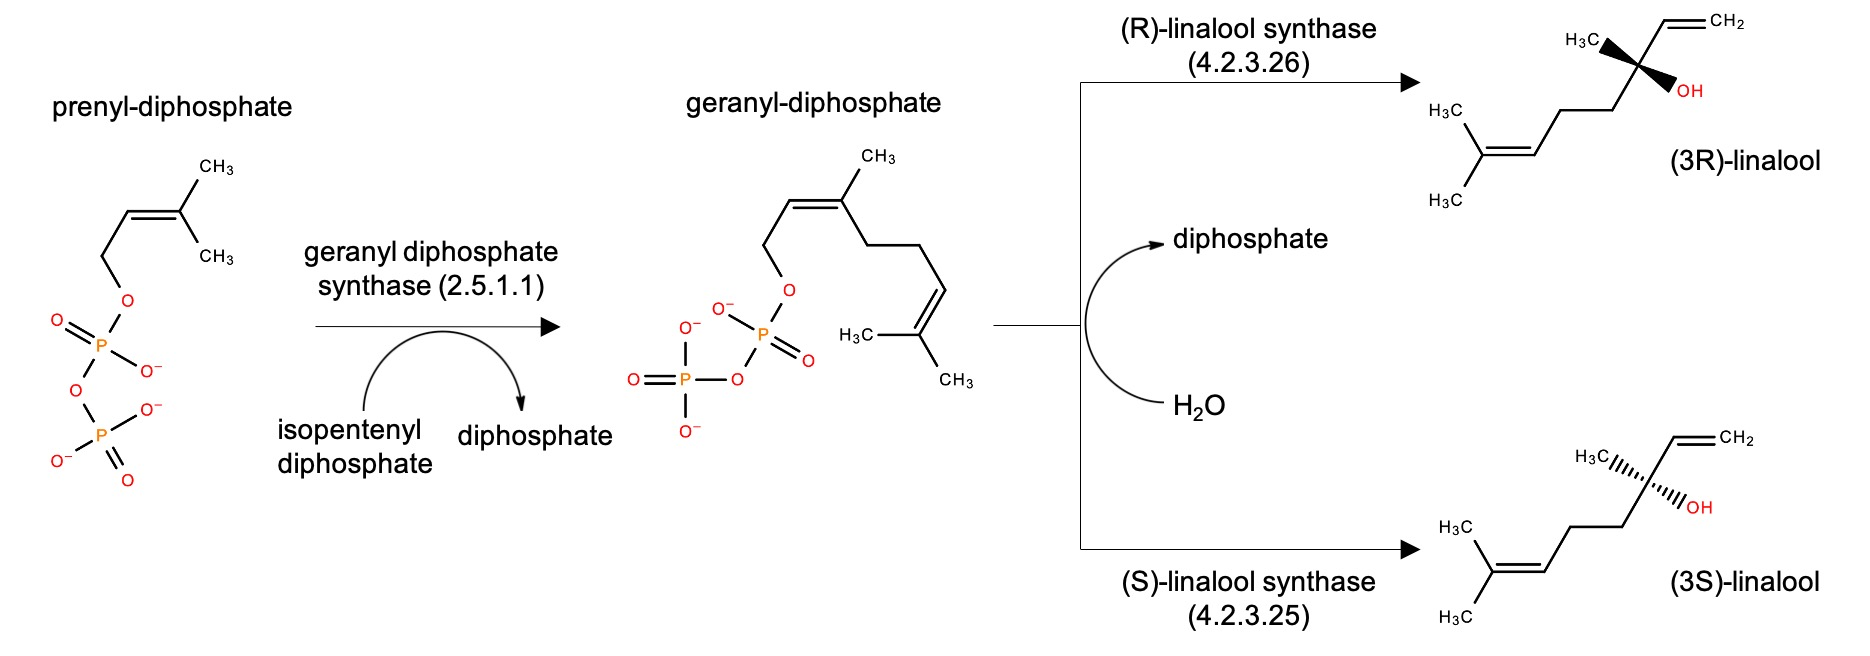 prenyl-diphosphate
CH₃
CH₃
O
O
P
O⁻
O
O⁻
P
O⁻
O
geranyl diphosphate
synthase (2.5.1.1)
isopentenyl
diphosphate
diphosphate
geranyl-diphosphate
CH₃
O
O⁻
P
O
O⁻
O
P
O
O⁻
H₃C
CH₃
(R)-linalool synthase
(4.2.3.26)
diphosphate
H₂O
(S)-linalool synthase
(4.2.3.25)
CH₂
H₃C
OH
H₃C
H₃C
(3R)-linalool
CH₂
H₃C
OH
H₃C
H₃C
(3S)-linalool